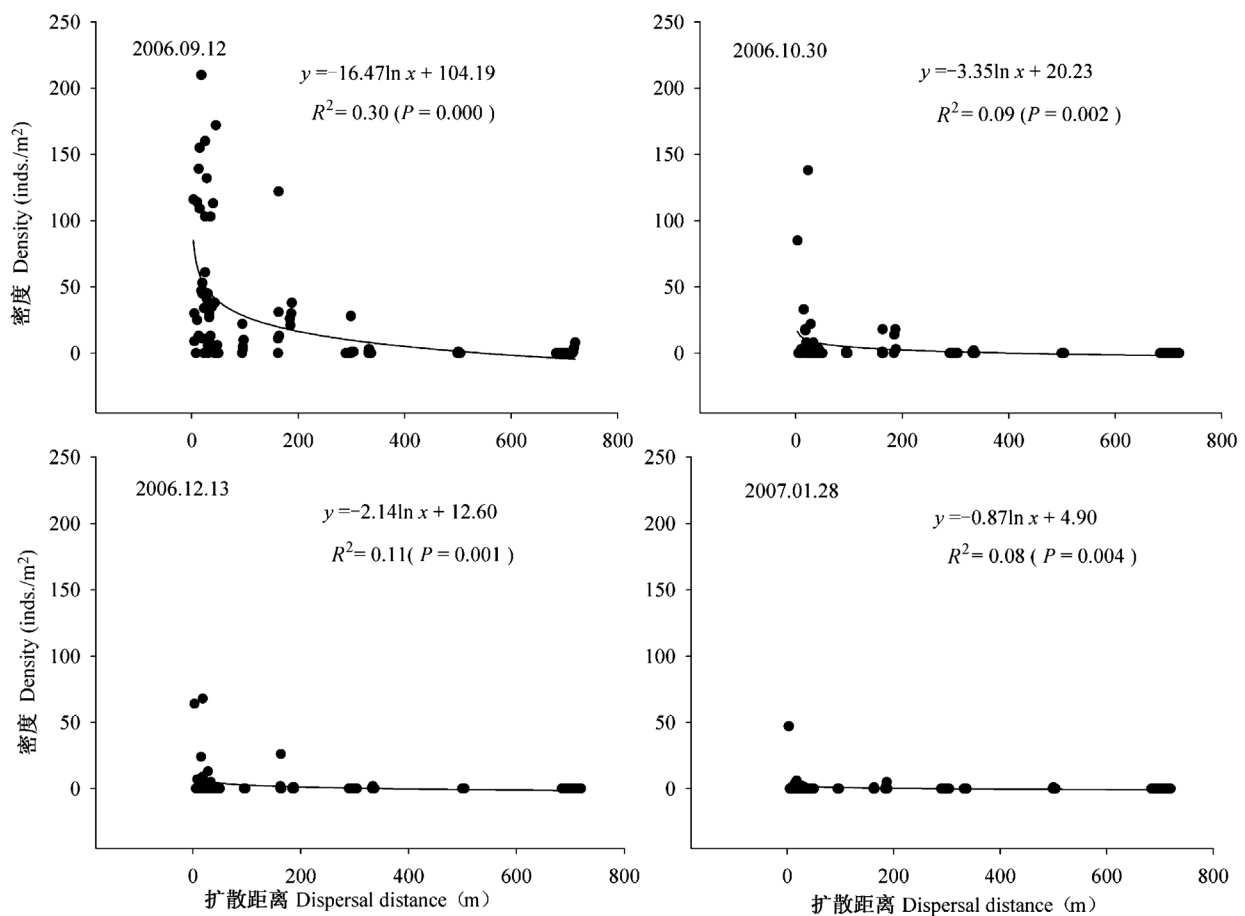 250
200
150
100
50
0
密度 Density (inds./m²)
2006.09.12
y =−16.47ln x + 104.19
R²= 0.30 (P = 0.000 )
0 200 400 600 800
250
200
150
100
50
0
2006.10.30
y =−3.35ln x + 20.23
R²= 0.09 (P = 0.002 )
0 200 400 600 800
250
200
150
100
50
0
密度 Density (inds./m²)
2006.12.13
y =−2.14ln x + 12.60
R²= 0.11( P = 0.001 )
0 200 400 600 800
扩散距离 Dispersal distance（m）
250
200
150
100
50
0
2007.01.28
y =−0.87ln x + 4.90
R²= 0.08 ( P = 0.004 )
0 200 400 600 800
扩散距离 Dispersal distance（m）